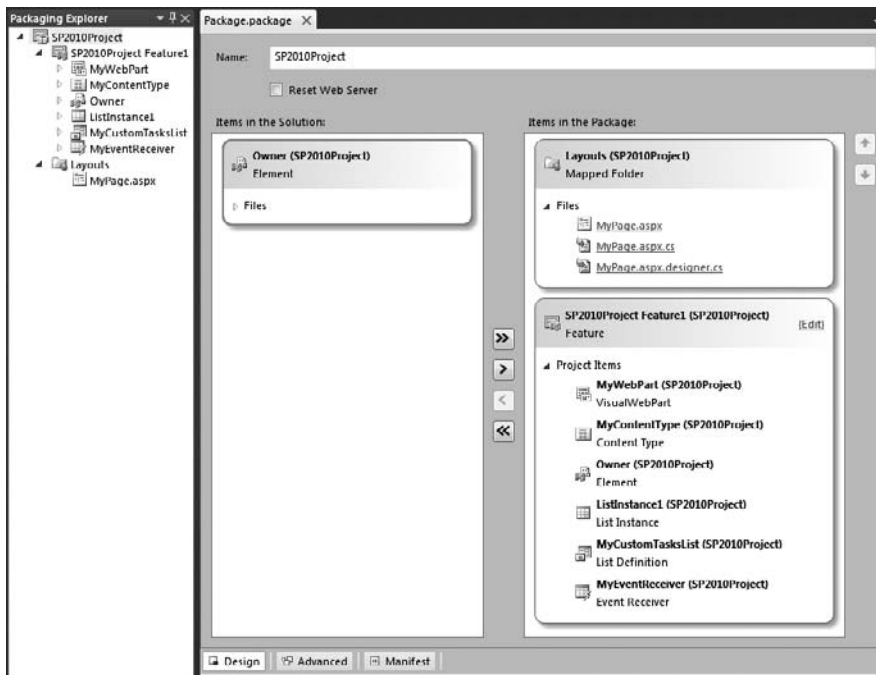 Packaging Explorer
SP2010Project
SP2010Project Feature1
MyWebPart
MyContentType
Owner
ListInstance1
MyCustomTasksList
MyEventReceiver
Layouts
MyPage.aspx
Package.package
Name: SP2010Project
Reset Web Server
Items in the Solution:
Owner (SP2010Project)
Element
Files
Items in the Package:
Layouts (SP2010Project)
Mapped Folder
Files
MyPage.aspx
MyPage.aspx.cs
MyPage.aspx.designer.cs
SP2010Project Feature1 (SP2010Project)
[Edit]
Feature
Project Items
MyWebPart (SP2010Project)
VisualWebPart
MyContentType (SP2010Project)
Content Type
Owner (SP2010Project)
Element
ListInstance1 (SP2010Project)
List Instance
MyCustomTasksList (SP2010Project)
List Definition
MyEventReceiver (SP2010Project)
Event Receiver
Design Advanced Manifest